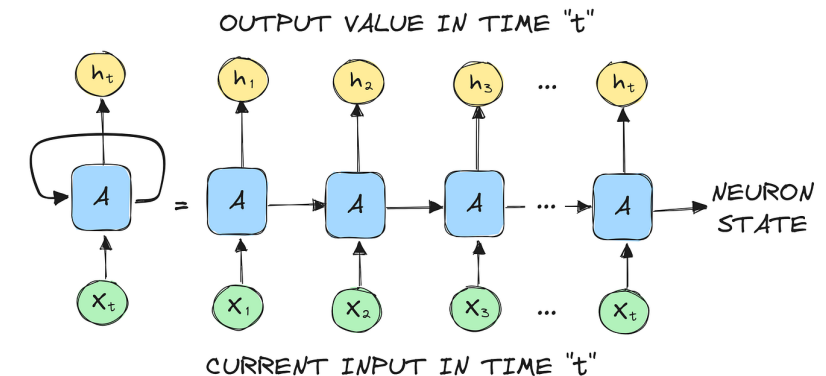 OUTPUT VALUE IN TIME "t"
hₜ h₁ h₂ h₃ ... hₜ
A = A A A ... A
NEURON
STATE
xₜ x₁ x₂ x₃ ... xₜ
CURRENT INPUT IN TIME "t"